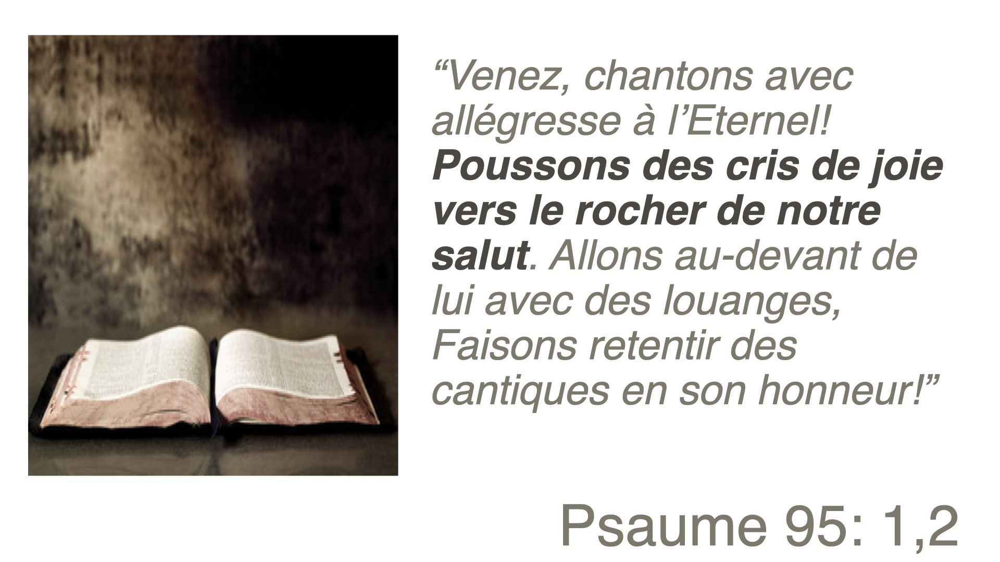 “Venez, chantons avec
allégresse à l’Eternel!
Poussons des cris de joie
vers le rocher de notre
salut. Allons au-devant de
lui avec des louanges,
Faisons retentir des
cantiques en son honneur!”
Psaume 95: 1,2